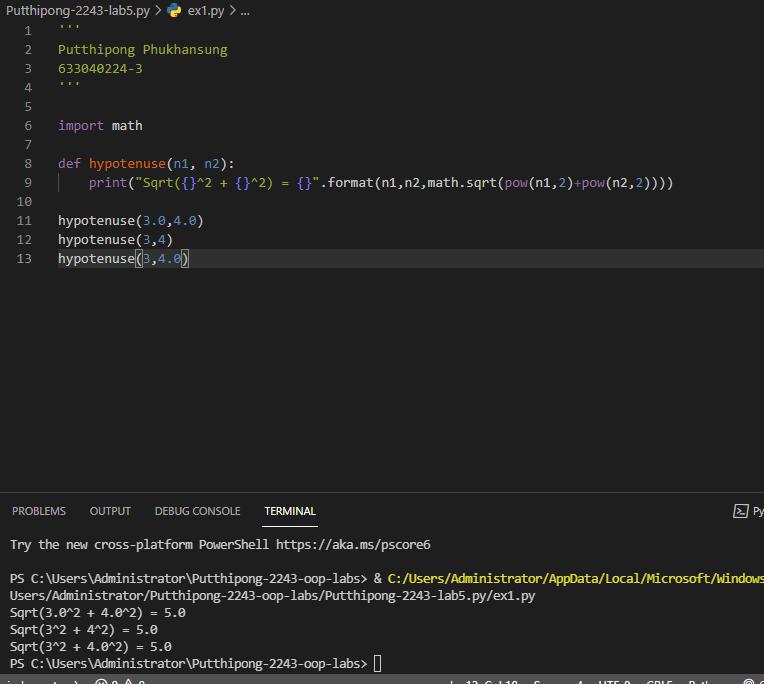 Putthipong-2243-lab5.py > ex1.py > ...
1 '''
2 Putthipong Phukhansung
3 633040224-3
4 '''
5
6 import math
7
8 def hypotenuse(n1, n2):
9 print("Sqrt({}^2 + {}^2) = {}".format(n1,n2,math.sqrt(pow(n1,2)+pow(n2,2))))
10
11 hypotenuse(3.0,4.0)
12 hypotenuse(3,4)
13 hypotenuse(3,4.0)
PROBLEMS OUTPUT DEBUG CONSOLE TERMINAL Py
Try the new cross-platform PowerShell https://aka.ms/pscore6
PS C:\Users\Administrator\Putthipong-2243-oop-labs> & C:/Users/Administrator/AppData/Local/Microsoft/Windows
Users/Administrator/Putthipong-2243-oop-labs/Putthipong-2243-lab5.py/ex1.py
Sqrt(3.0^2 + 4.0^2) = 5.0
Sqrt(3^2 + 4^2) = 5.0
Sqrt(3^2 + 4.0^2) = 5.0
PS C:\Users\Administrator\Putthipong-2243-oop-labs>